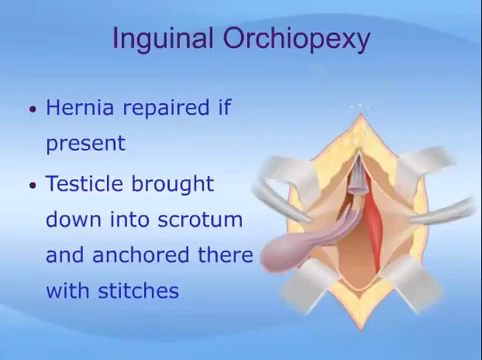 Inguinal Orchiopexy
• Hernia repaired if
present
• Testicle brought
down into scrotum
and anchored there
with stitches